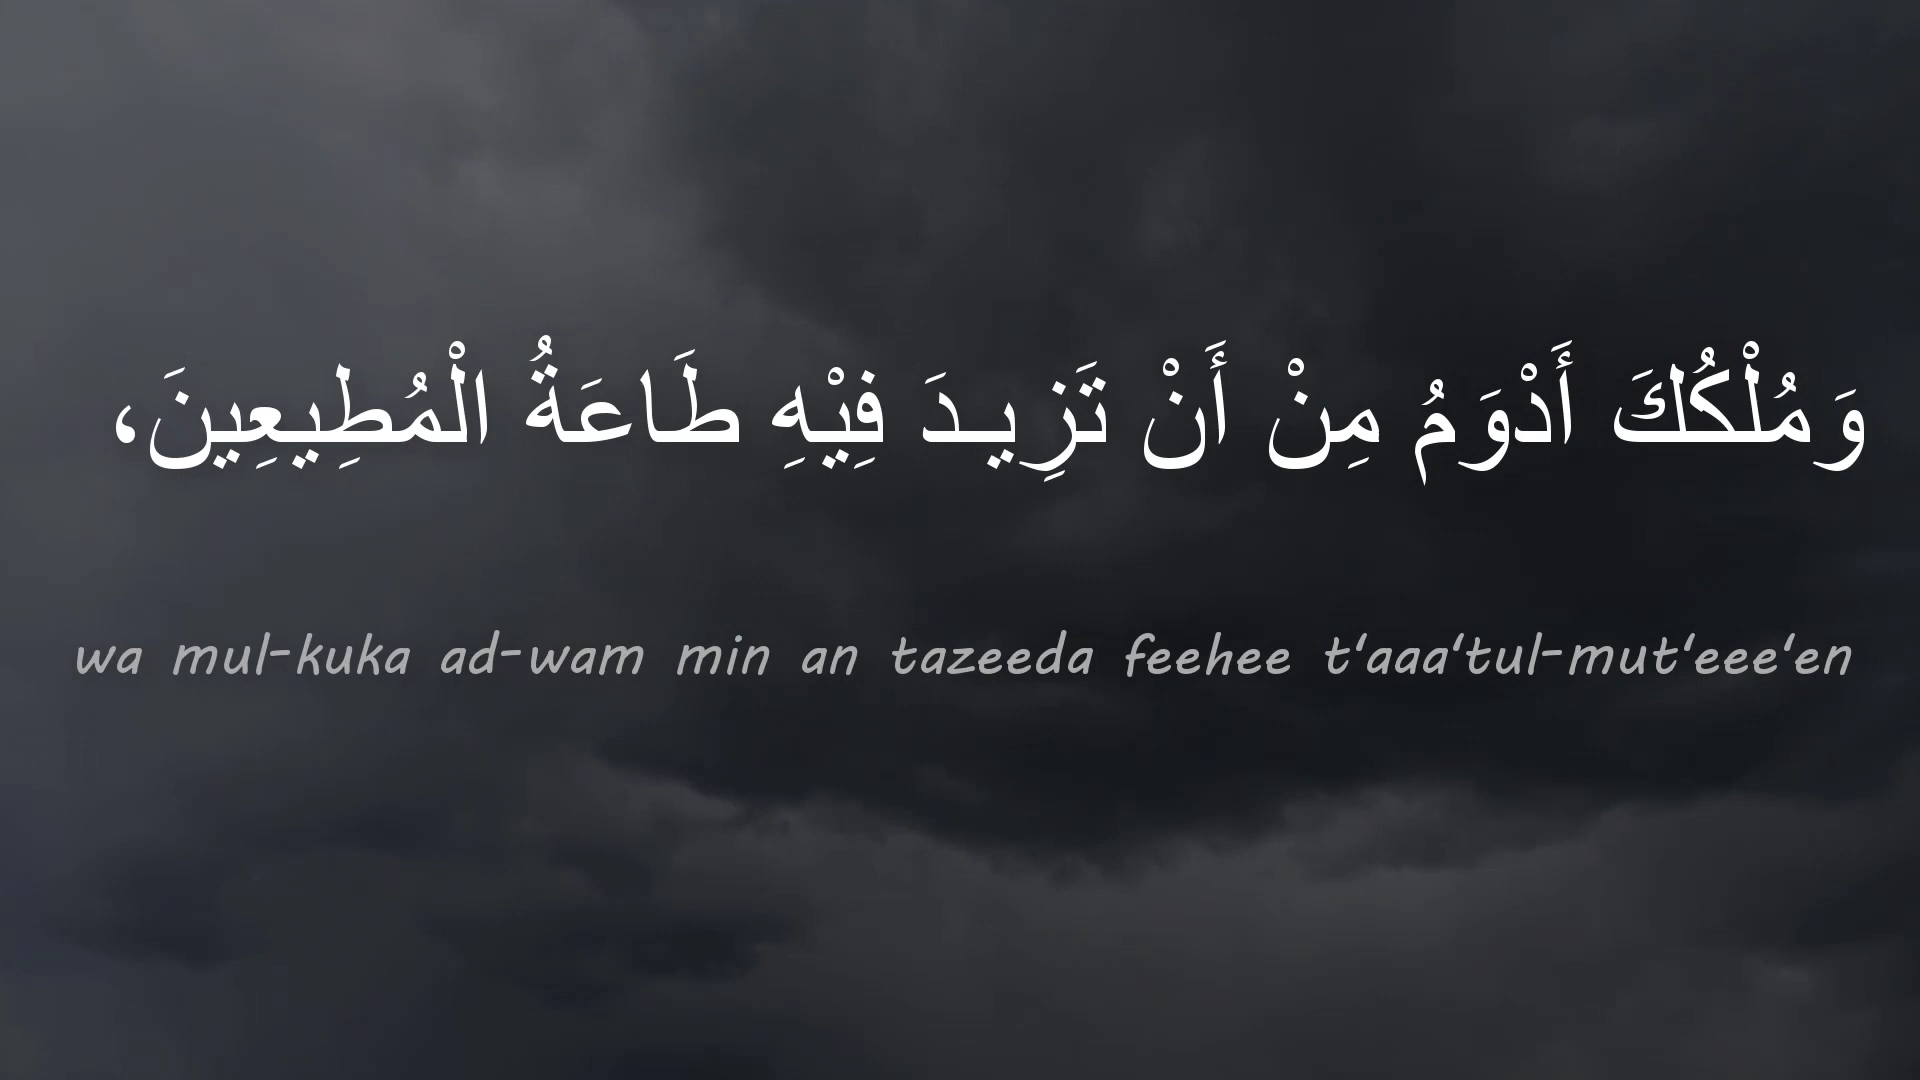 وَمُلْكُكَ أَدْوَمُ مِنْ أَنْ تَزِيـدَ فِيْهِ طَاعَةُ الْمُطِيعِينَ،
wa mul-kuka ad-wam min an tazeeda feehee t'aaa'tul-mut'eee'en